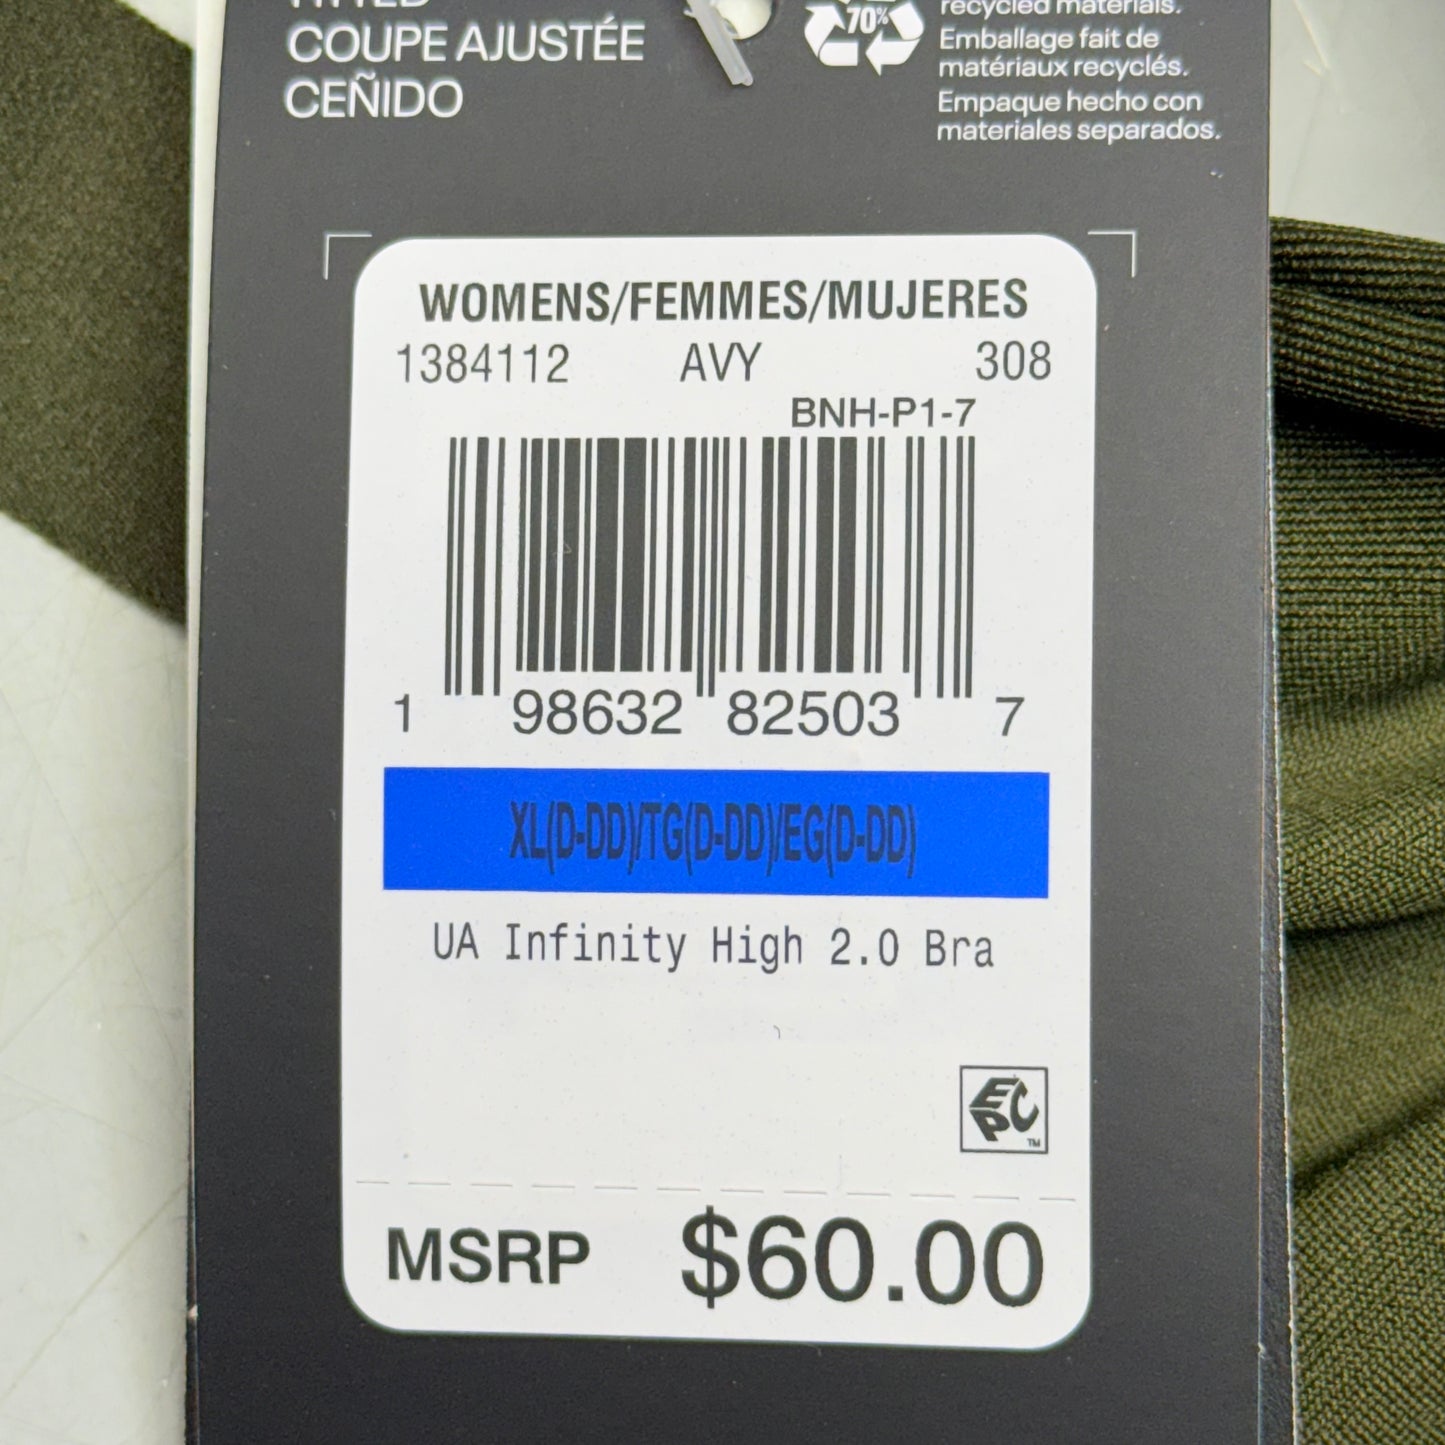 FITTED
COUPE AJUSTÉE
CEÑIDO
70%
recycled materials.
Emballage fait de
matériaux recyclés.
Empaque hecho con
materiales separados.
WOMENS/FEMMES/MUJERES
1384112 AVY 308
BNH-P1-7
1 98632 82503 7
XL(D-DD)/TG(D-DD)/EG(D-DD)
UA Infinity High 2.0 Bra
EPC TM
MSRP $60.00